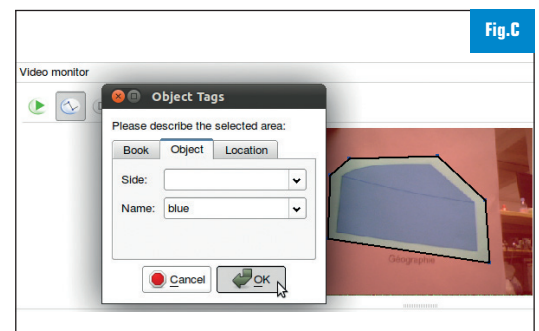 Fig.C
Video monitor
Object Tags
Please describe the selected area:
Book Object Location
Side:
Name: blue
Cancel OK
Géographie